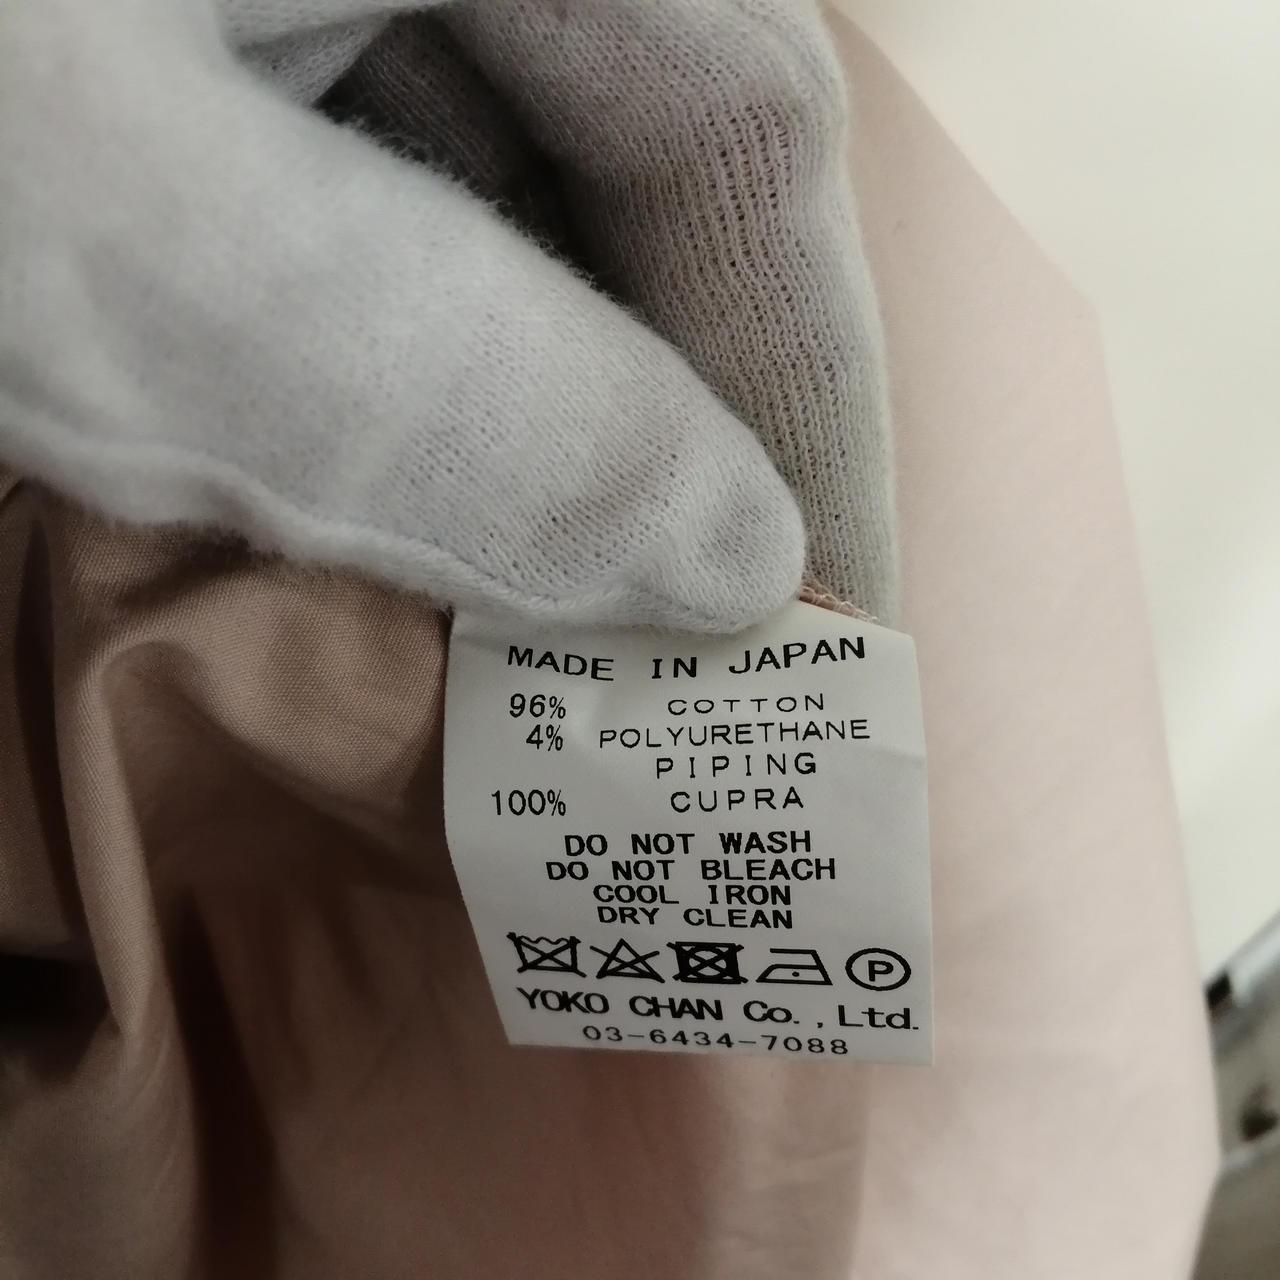 MADE IN JAPAN
96% COTTON
4% POLYURETHANE
PIPING
100% CUPRA
DO NOT WASH
DO NOT BLEACH
COOL IRON
DRY CLEAN
P
YOKO CHAN Co.,Ltd.
03-6434-7088